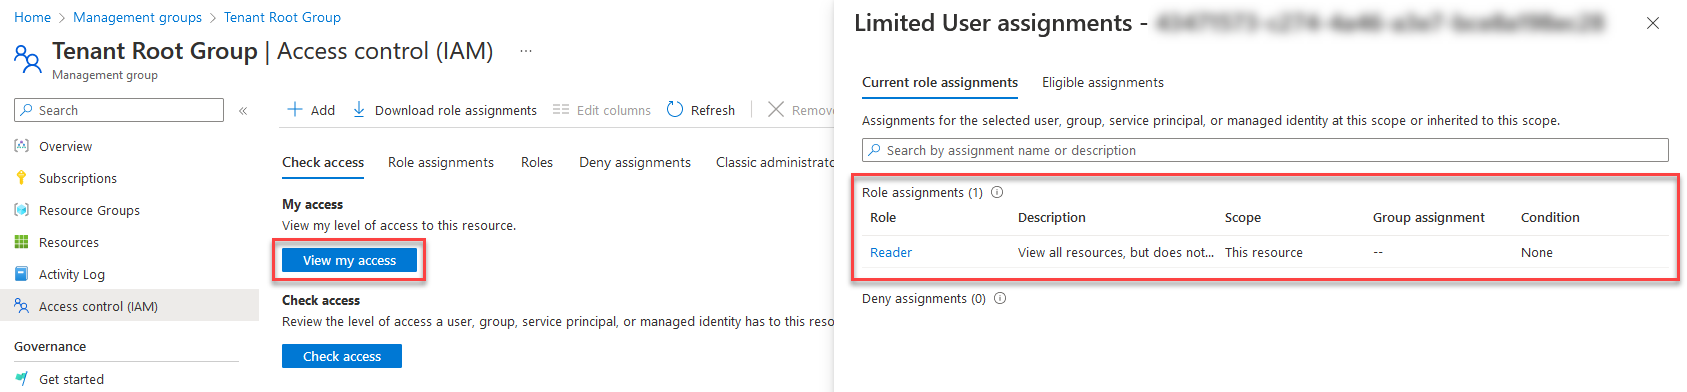 Home > Management groups > Tenant Root Group
Tenant Root Group | Access control (IAM) ...
Management group
Search «
Overview
Subscriptions
Resource Groups
Resources
Activity Log
Access control (IAM)
Governance
Get started
Add Download role assignments Edit columns Refresh Remove
Check access Role assignments Roles Deny assignments Classic administrato
My access
View my level of access to this resource.
View my access
Check access
Review the level of access a user, group, service principal, or managed identity has to this reso
Check access
Limited User assignments -
Current role assignments Eligible assignments
Assignments for the selected user, group, service principal, or managed identity at this scope or inherited to this scope.
Search by assignment name or description
Role assignments (1)
Role Description Scope Group assignment Condition
Reader View all resources, but does not... This resource -- None
Deny assignments (0)